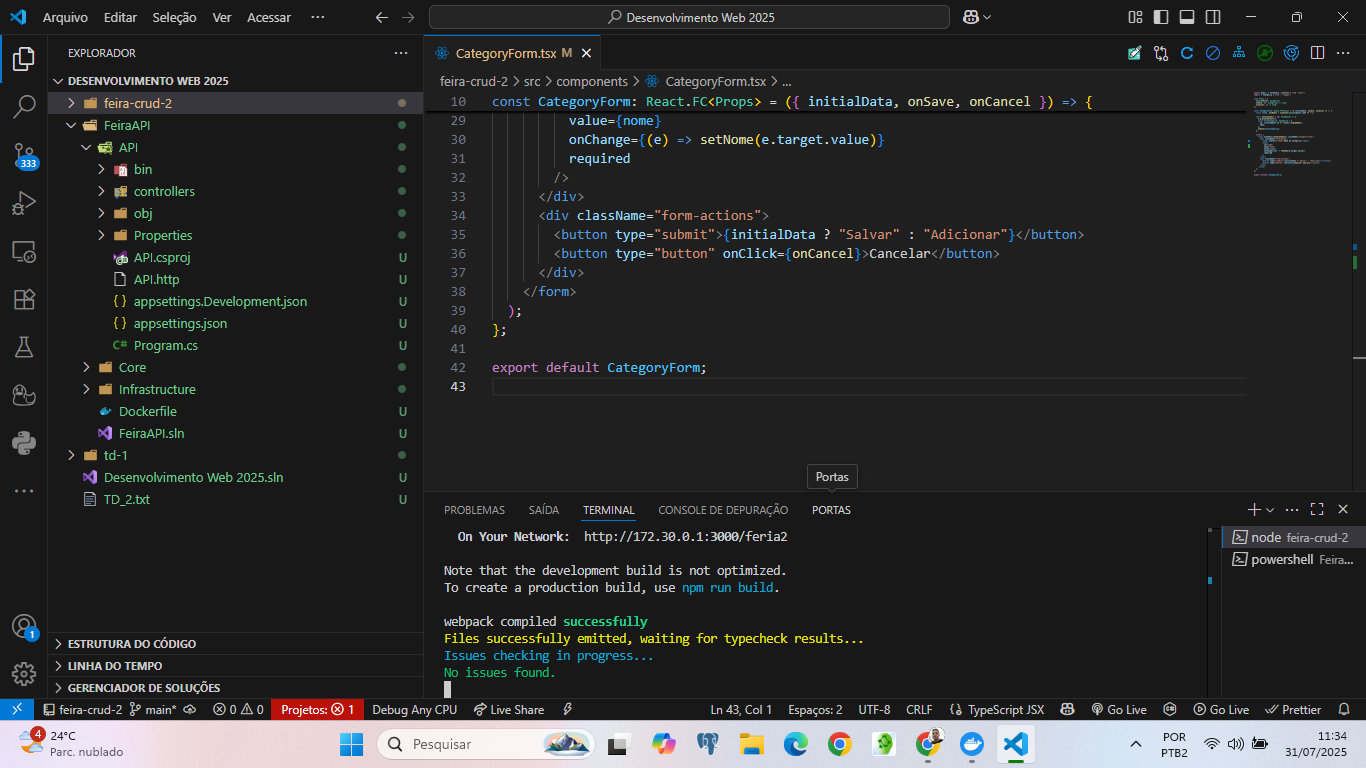 Arquivo Editar Seleção Ver Acessar ···
Desenvolvimento Web 2025
EXPLORADOR
DESENVOLVIMENTO WEB 2025
feira-crud-2
FeiraAPI
API
bin
controllers
obj
Properties
API.csproj U
API.http U
{ } appsettings.Development.json U
{ } appsettings.json U
C# Program.cs U
Core
Infrastructure
Dockerfile U
FeiraAPI.sln U
td-1
Desenvolvimento Web 2025.sln U
TD_2.txt U
333
1
ESTRUTURA DO CÓDIGO
LINHA DO TEMPO
GERENCIADOR DE SOLUÇÕES
CategoryForm.tsx M
feira-crud-2 > src > components > CategoryForm.tsx > ...
10 const CategoryForm: React.FC<Props> = ({ initialData, onSave, onCancel }) => {
29 value={nome}
30 onChange={(e) => setNome(e.target.value)}
31 required
32 />
33 </div>
34 <div className="form-actions">
35 <button type="submit">{initialData ? "Salvar" : "Adicionar"}</button>
36 <button type="button" onClick={onCancel}>Cancelar</button>
37 </div>
38 </form>
39 );
40 };
41
42 export default CategoryForm;
43
Portas
PROBLEMAS SAÍDA TERMINAL CONSOLE DE DEPURAÇÃO PORTAS
On Your Network: http://172.30.0.1:3000/feria2
Note that the development build is not optimized.
To create a production build, use npm run build.
webpack compiled successfully
Files successfully emitted, waiting for typecheck results...
Issues checking in progress...
No issues found.
node feira-crud-2
powershell Feira...
feira-crud-2 main* 0 0 Projetos: 1 Debug Any CPU Live Share Ln 43, Col 1 Espaços: 2 UTF-8 CRLF TypeScript JSX Go Live Go Live Prettier
4
24°C
Parc. nublado
Pesquisar
POR
PTB2
11:34
31/07/2025